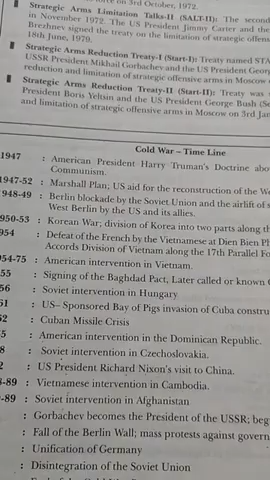 orce on 3rd October, 1972.
Strategic Arms Limitation Talks-II (SALT-II): The second
in November 1972. The US President Jimmy Carter and the
Brezhnev signed the treaty on the limitation of strategic offens
18th June, 1979.
Strategic Arms Reduction Treaty-I (Start-I): Treaty named STA
USSR President Mikhail Gorbachev and the US President Georg
reduction and limitation of strategic offensive arms in Moscow
Strategic Arms Reduction Treaty-II (Start-II): Treaty was
President Boris Yeltsin and the US President George Bush (Se
and limitation of strategic offensive arms in Moscow on 3rd Jan
Cold War – Time Line
1947 : American President Harry Truman's Doctrine abo
Communism.
1947-52 : Marshall Plan; US aid for the reconstruction of the We
1948-49 : Berlin blockade by the Soviet Union and the airlift of s
West Berlin by the US and its allies.
950-53 : Korean War; division of Korea into two parts along th
954 : Defeat of the French by the Vietnamese at Dien Bien Ph
Accords Division of Vietnam along the 17th Parallel Fo
954-75 : American intervention in Vietnam.
55 : Signing of the Baghdad Pact, Later called or known
56 : Soviet intervention in Hungary
61 : US– Sponsored Bay of Pigs invasion of Cuba constru
62 : Cuban Missile Crisis
5 : American intervention in the Dominican Republic.
8 : Soviet intervention in Czechoslovakia.
2 : US President Richard Nixon's visit to China.
8-89 : Vietnamese intervention in Cambodia.
-89 : Soviet intervention in Afghanistan
: Gorbachev becomes the President of the USSR; beg
: Fall of the Berlin Wall; mass protests against govern
: Unification of Germany
: Disintegration of the Soviet Union